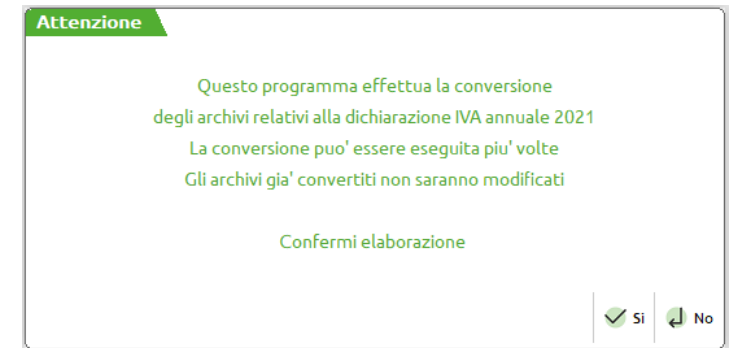 Attenzione
Questo programma effettua la conversione
degli archivi relativi alla dichiarazione IVA annuale 2021
La conversione puo' essere eseguita piu' volte
Gli archivi gia' convertiti non saranno modificati
Confermi elaborazione
Si No